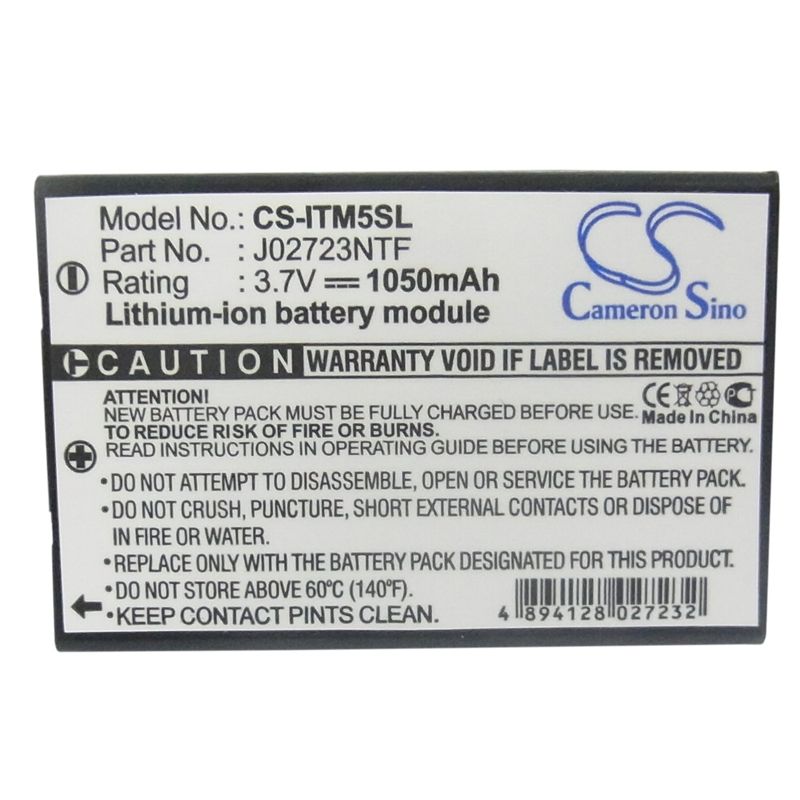 Model No.: CS-ITM5SL
Part No. : J02723NTF
Rating : 3.7V 1050mAh
Lithium-ion battery module
CS
Cameron Sino
CAUTION WARRANTY VOID IF LABEL IS REMOVED
ATTENTION:
NEW BATTERY PACK MUST BE FULLY CHARGED BEFORE USE.
TO REDUCE RISK OF FIRE OR BURNS.
READ INSTRUCTIONS IN OPERATING GUIDE BEFORE USING THE BATTERY.
CE
Made In China
•DO NOT ATTEMPT TO DISASSEMBLE, OPEN OR SERVICE THE BATTERY PACK.
•DO NOT CRUSH, PUNCTURE, SHORT EXTERNAL CONTACTS OR DISPOSE OF
IN FIRE OR WATER.
•REPLACE ONLY WITH THE BATTERY PACK DESIGNATED FOR THIS PRODUCT.
•DO NOT STORE ABOVE 60°C (140°F).
•KEEP CONTACT PINTS CLEAN.
4 894128 027232